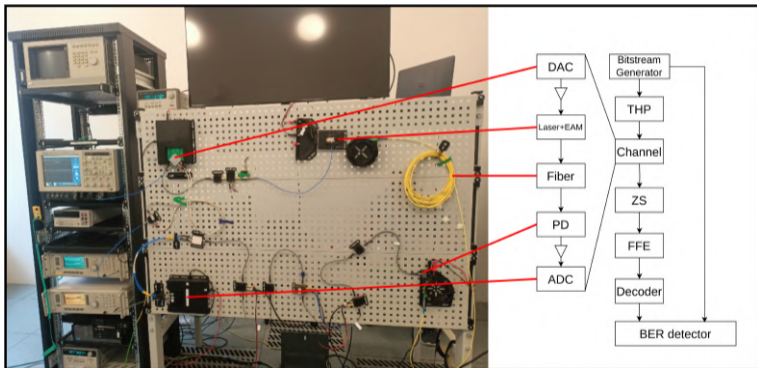 DAC
Laser+EAM
Fiber
PD
ADC
Bitstream
Generator
THP
Channel
ZS
FFE
Decoder
BER detector